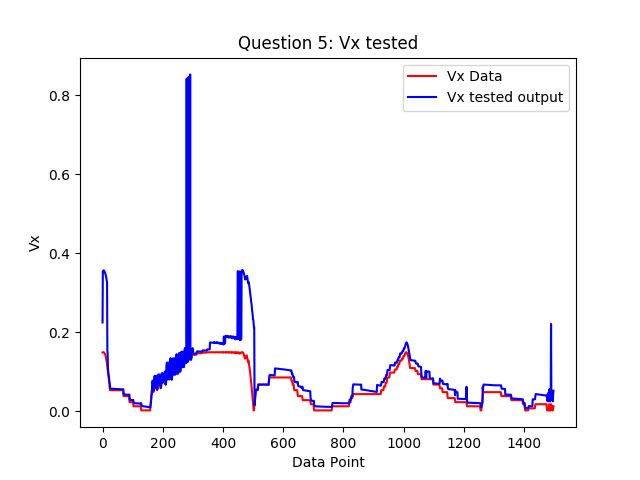 Question 5: Vx tested
Vx Data
Vx tested output
0.8
0.6
0.4
0.2
0.0
Vx
0 200 400 600 800 1000 1200 1400
Data Point